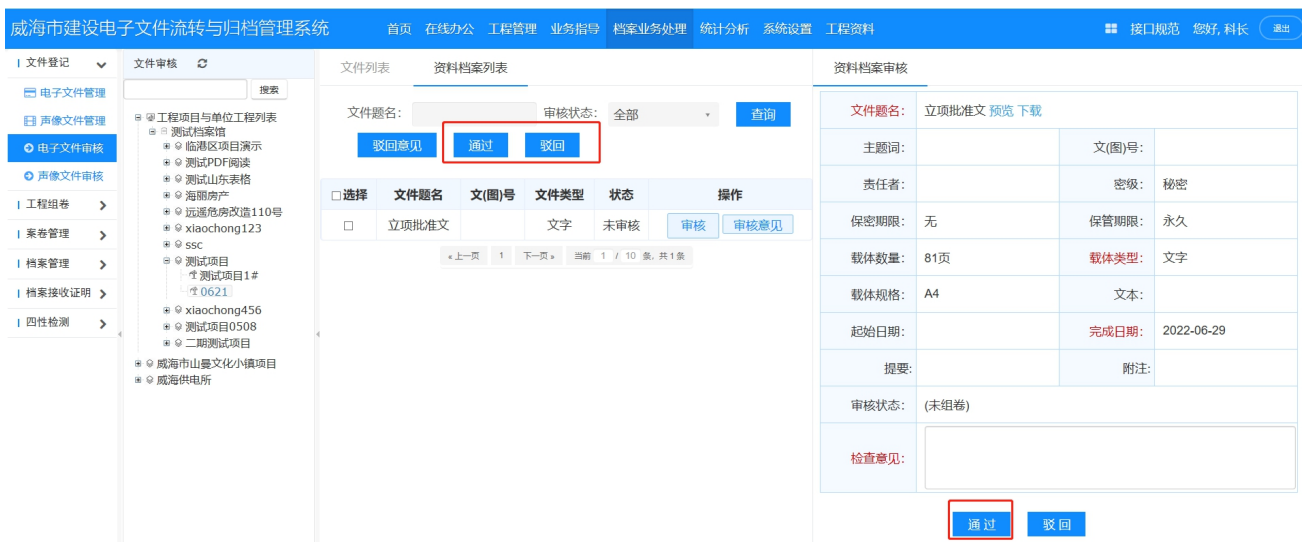 威海市建设电子文件流转与归档管理系统 首页 在线办公 工程管理 业务指导 档案业务处理 统计分析 系统设置 工程资料 接口规范 您好, 科长 退出
文件登记
电子文件管理
声像文件管理
电子文件审核
声像文件审核
工程组卷
案卷管理
档案管理
档案接收证明
四性检测
文件审核
搜索
工程项目与单位工程列表
测试档案馆
临港区项目演示
测试PDF阅读
测试山东表格
海丽房产
远遥危房改造110号
xiaochong123
ssc
测试项目
测试项目1#
0621
xiaochong456
测试项目0508
二期测试项目
威海市山曼文化小镇项目
威海供电所
文件列表 资料档案列表
文件题名: 审核状态: 全部 查询
驳回意见 通过 驳回
选择 文件题名 文(图)号 文件类型 状态 操作
立项批准文 文字 未审核 审核 审核意见
«上一页 1 下一页» 当前 1 / 10 条, 共1条
资料档案审核
文件题名: 立项批准文 预览 下载
主题词: 文(图)号:
责任者: 密级: 秘密
保密期限: 无 保管期限: 永久
载体数量: 81页 载体类型: 文字
载体规格: A4 文本:
起始日期: 完成日期: 2022-06-29
提要: 附注:
审核状态: (未组卷)
检查意见:
通过 驳回